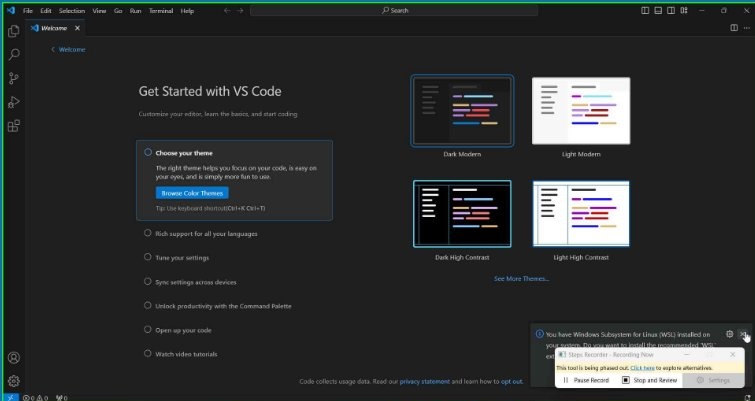 File Edit Selection View Go Run Terminal Help
Search
Welcome
Welcome
Get Started with VS Code
Customize your editor, learn the basics, and start coding
Choose your theme
The right theme helps you focus on your code, is easy on
your eyes, and is simply more fun to use.
Browse Color Themes
Tip: Use keyboard shortcut(Ctrl+K Ctrl+T)
Rich support for all your languages
Tune your settings
Sync settings across devices
Unlock productivity with the Command Palette
Open up your code
Watch video tutorials
Dark Modern
Light Modern
Dark High Contrast
Light High Contrast
See More Themes...
You have Windows Subsystem for Linux (WSL) installed on
your system. Do you want to install the recommended 'WSL'
ext
Steps Recorder - Recording Now
This tool is being phased out. Click here to explore alternatives.
Pause Record
Stop and Review
Settings
Code collects usage data. Read our privacy statement and learn how to opt out.
0 0 0